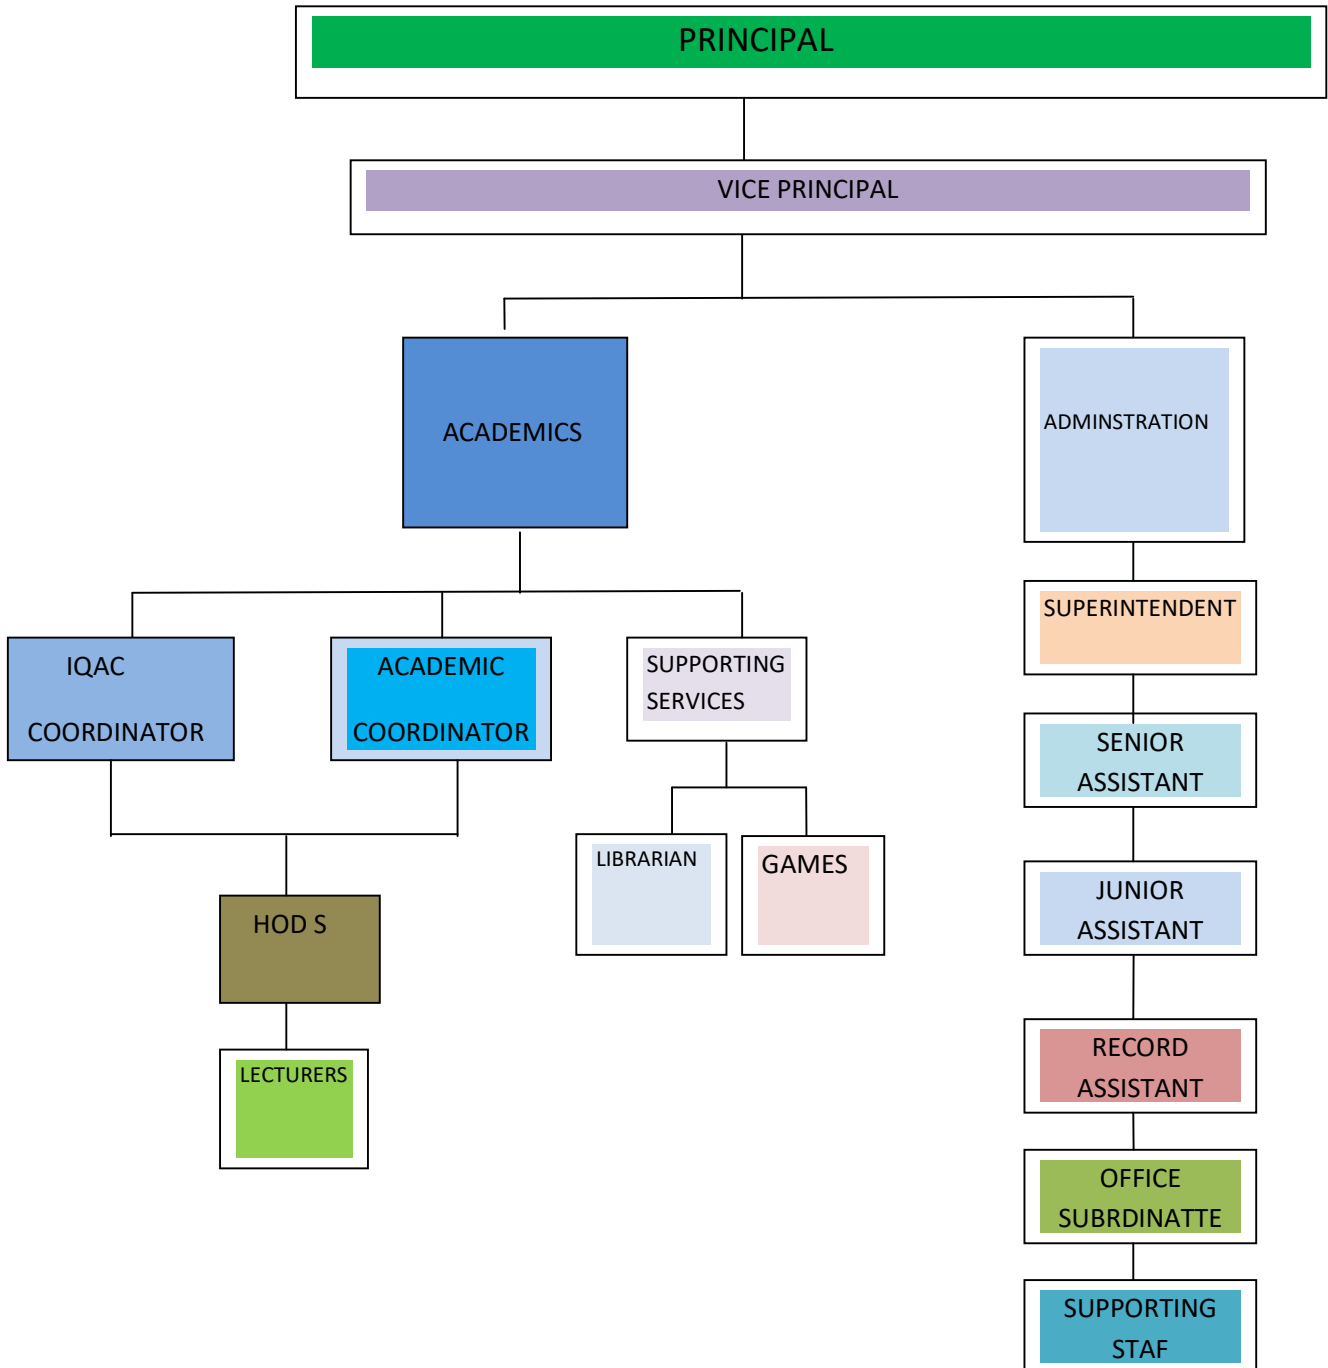 PRINCIPAL
VICE PRINCIPAL
ACADEMICS
ADMINSTRATION
SUPERINTENDENT
IQAC
COORDINATOR
ACADEMIC
COORDINATOR
SUPPORTING
SERVICES
SENIOR
ASSISTANT
LIBRARIAN
GAMES
JUNIOR
ASSISTANT
HOD S
RECORD
ASSISTANT
LECTURERS
OFFICE
SUBRDINATTE
SUPPORTING
STAF